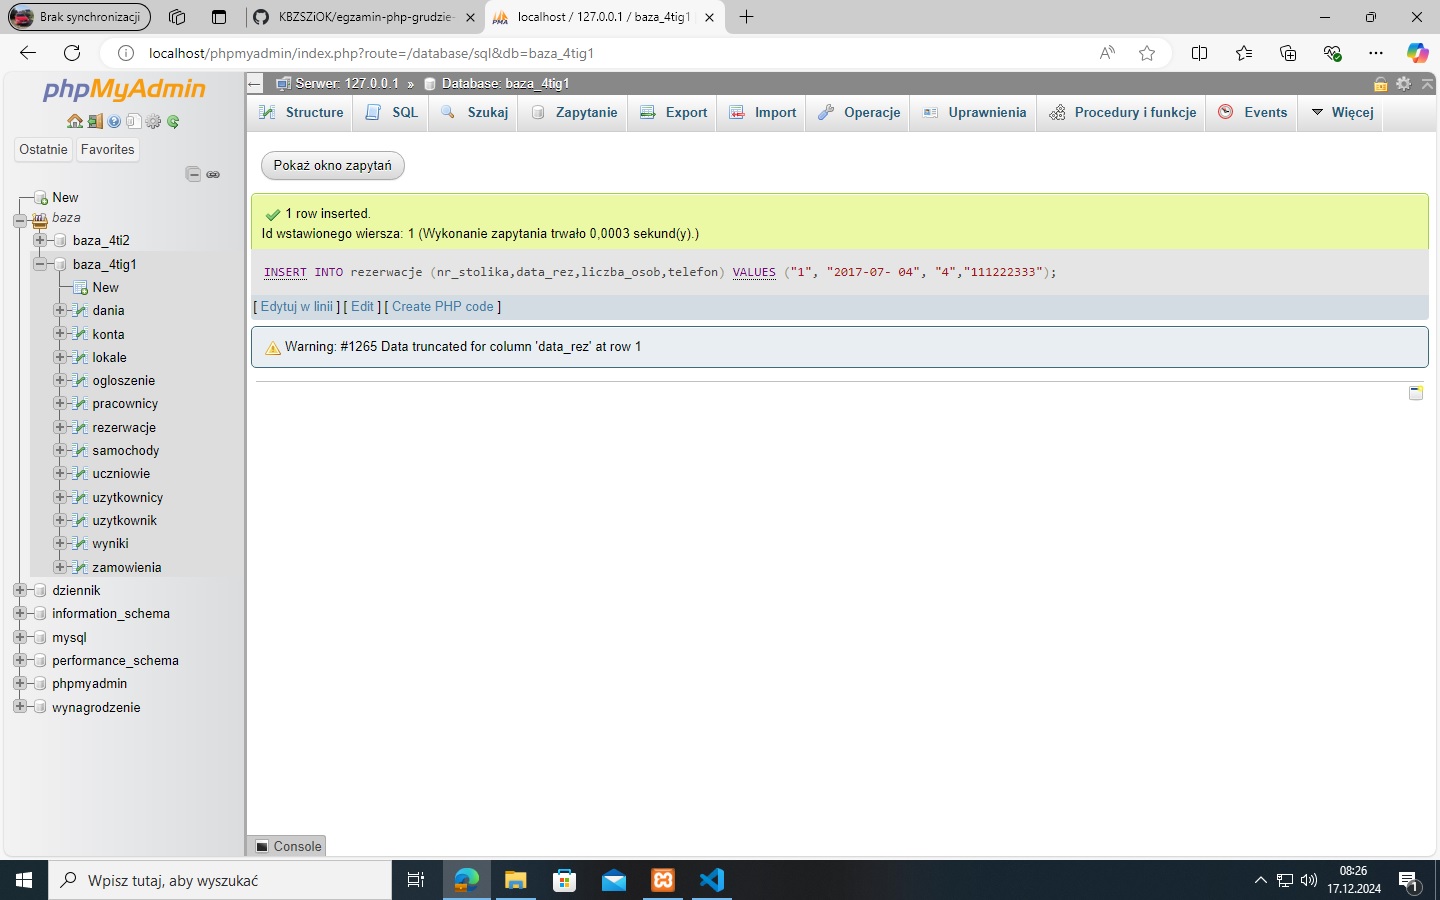 Brak synchronizacji
KBZSZiOK/egzamin-php-grudzie-
localhost / 127.0.0.1 / baza_4tig1
localhost/phpmyadmin/index.php?route=/database/sql&db=baza_4tig1
phpMyAdmin
Ostatnie
Favorites
New
baza
baza_4ti2
baza_4tig1
New
dania
konta
lokale
ogloszenie
pracownicy
rezerwacje
samochody
uczniowie
uzytkownicy
uzytkownik
wyniki
zamowienia
dziennik
information_schema
mysql
performance_schema
phpmyadmin
wynagrodzenie
Serwer: 127.0.0.1 » Database: baza_4tig1
Structure SQL Szukaj Zapytanie Export Import Operacje Uprawnienia Procedury i funkcje Events Więcej
Pokaż okno zapytań
1 row inserted.
Id wstawionego wiersza: 1 (Wykonanie zapytania trwało 0,0003 sekund(y).)
INSERT INTO rezerwacje (nr_stolika,data_rez,liczba_osob,telefon) VALUES ("1", "2017-07- 04", "4","111222333");
[ Edytuj w linii ] [ Edit ] [ Create PHP code ]
Warning: #1265 Data truncated for column 'data_rez' at row 1
Console
Wpisz tutaj, aby wyszukać
08:26
17.12.2024
1